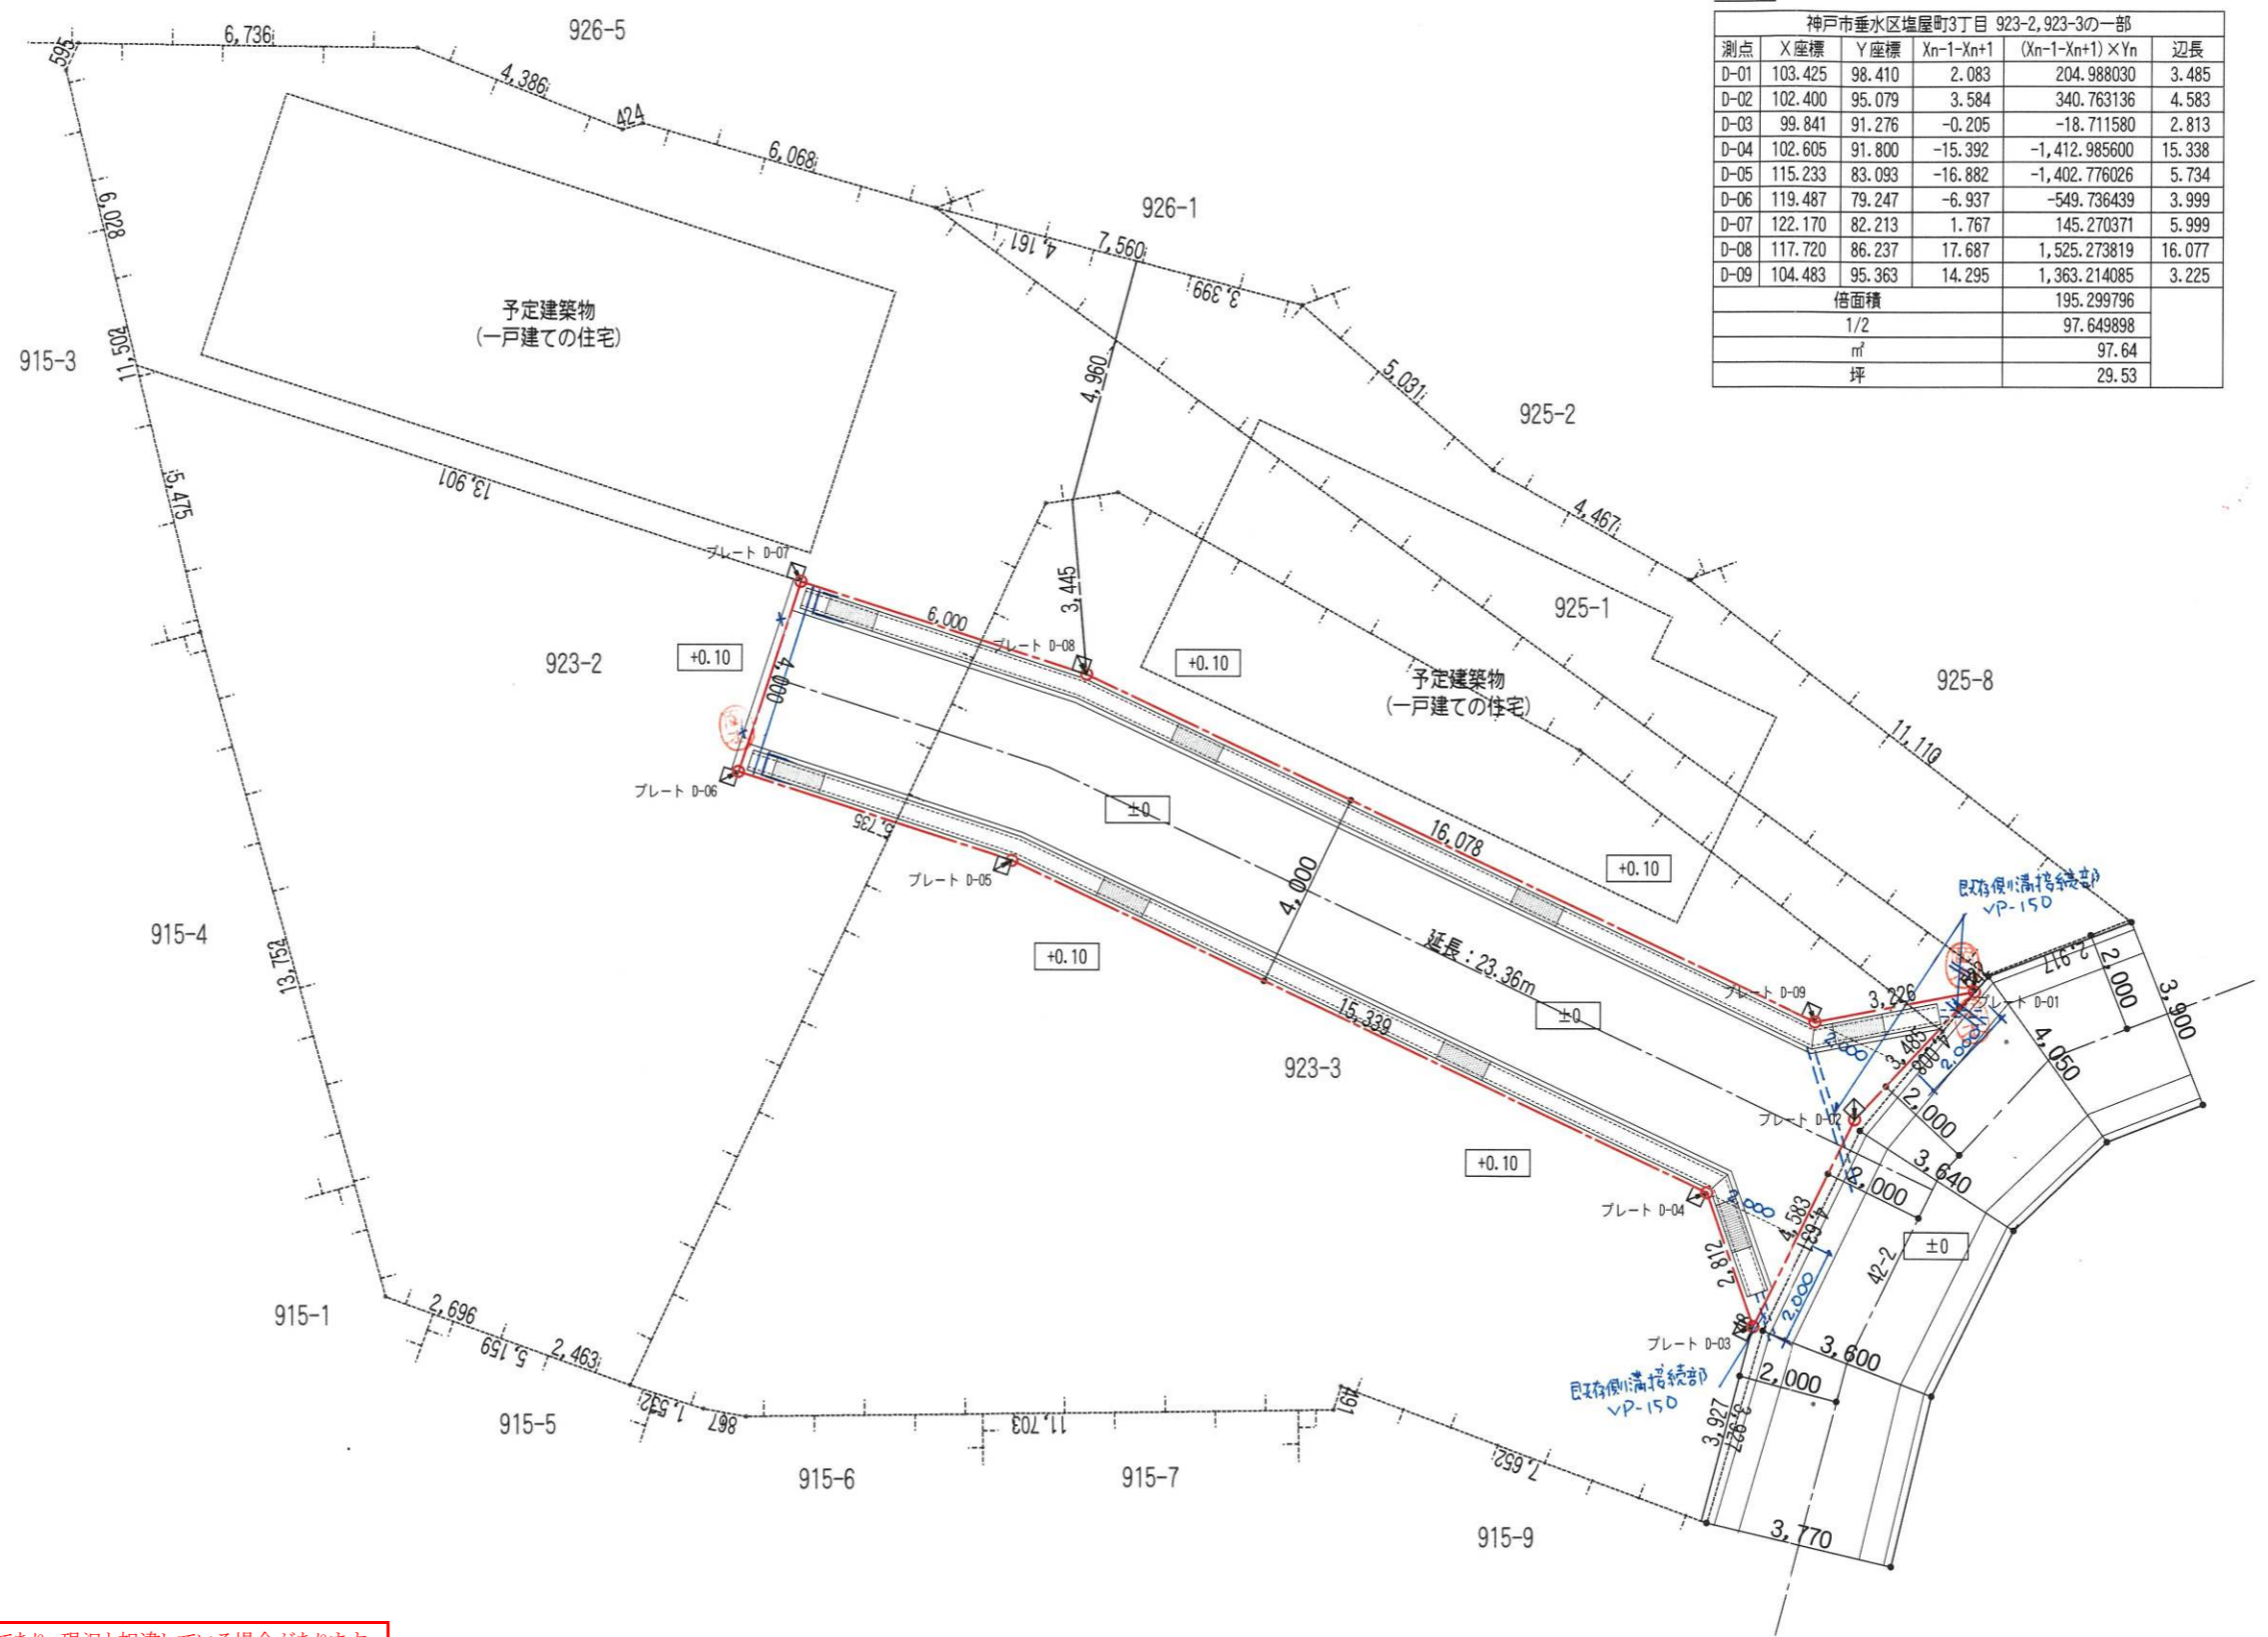 神戸市垂水区塩屋町3丁目 923-2,923-3の一部
測点 X座標 Y座標 Xn-1-Xn+1 (Xn-1-Xn+1)×Yn 辺長
D-01 103.425 98.410 2.083 204.988030 3.485
D-02 102.400 95.079 3.584 340.763136 4.583
D-03 99.841 91.276 -0.205 -18.711580 2.813
D-04 102.605 91.800 -15.392 -1,412.985600 15.338
D-05 115.233 83.093 -16.882 -1,402.776026 5.734
D-06 119.487 79.247 -6.937 -549.736439 3.999
D-07 122.170 82.213 1.767 145.270371 5.999
D-08 117.720 86.237 17.687 1,525.273819 16.077
D-09 104.483 95.363 14.295 1,363.214085 3.225
倍面積 195.299796
1/2 97.649898
㎡ 97.64
坪 29.53
926-5
6,736
595
4,386
424
6,068
926-1
4,161
7,560
3,399
6,028
予定建築物
(一戸建ての住宅)
11,502
915-3
4,960
5,031
925-2
5,475
13,901
4,467
プレート D-07
3,445
925-1
6,000
プレート D-08
923-2
+0.10
+0.10
予定建築物
(一戸建ての住宅)
925-8
4,000
11,110
プレート D-06
±0
5,735
16,078
プレート D-05
4,000
+0.10
既存側溝接続部
VP-150
915-4
13,752
+0.10
延長：23.36m
2,917
2,000
3,900
プレート D-09
3,226
プレート D-01
±0
15,339
2,000
3,485
4,008
2,000
4,050
923-3
プレート D-02
2,000
3,640
+0.10
2,000
プレート D-04
4,583
4,637
±0
42-2
2,812
2,000
915-1
2,696
5,159
2,463
プレート D-03
3,600
2,000
既存側溝接続部
VP-150
1,532
867
11,703
491
3,927
3,927
915-5
915-6
915-7
7,652
915-9
3,770